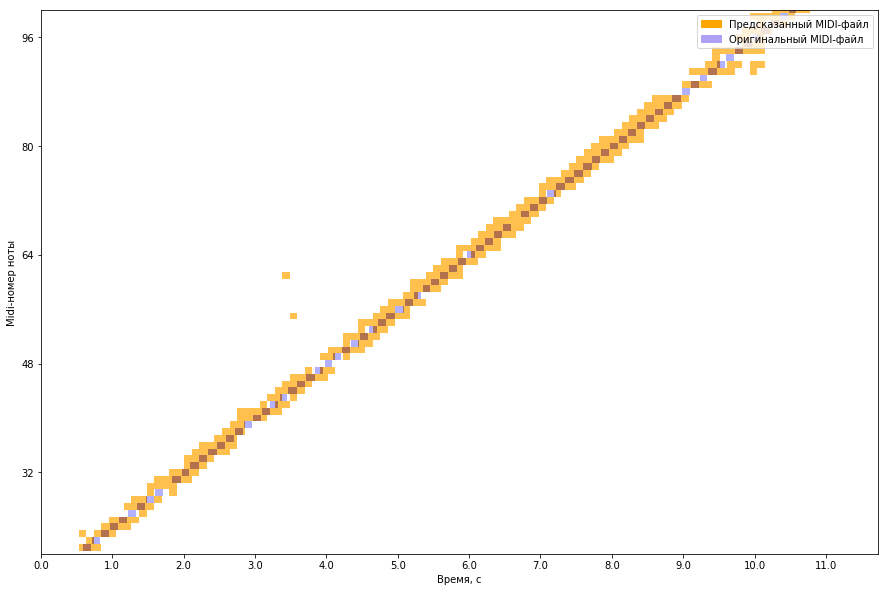 Предсказанный MIDI-файл
Оригинальный MIDI-файл
96
80
64
48
32
Midi-номер ноты
0.0 1.0 2.0 3.0 4.0 5.0 6.0 7.0 8.0 9.0 10.0 11.0
Время, с